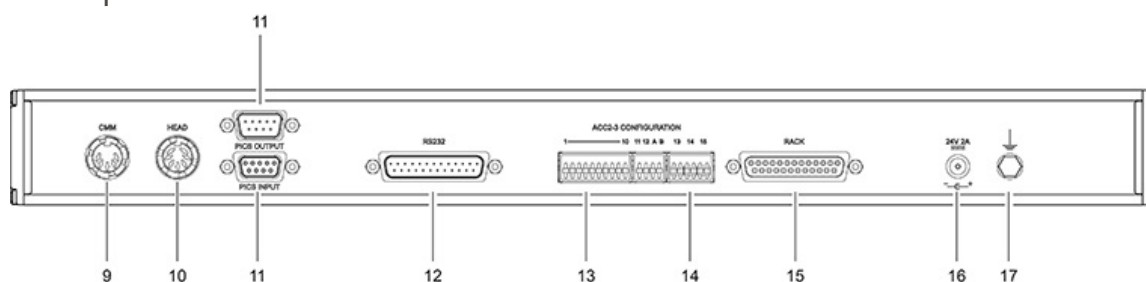 11
CMM HEAD PICS OUTPUT RS232 ACC2-3 CONFIGURATION RACK 24V 2A
1 10 11 12 A B 13 14 15
PICS INPUT
- +
9 10 11 12 13 14 15 16 17